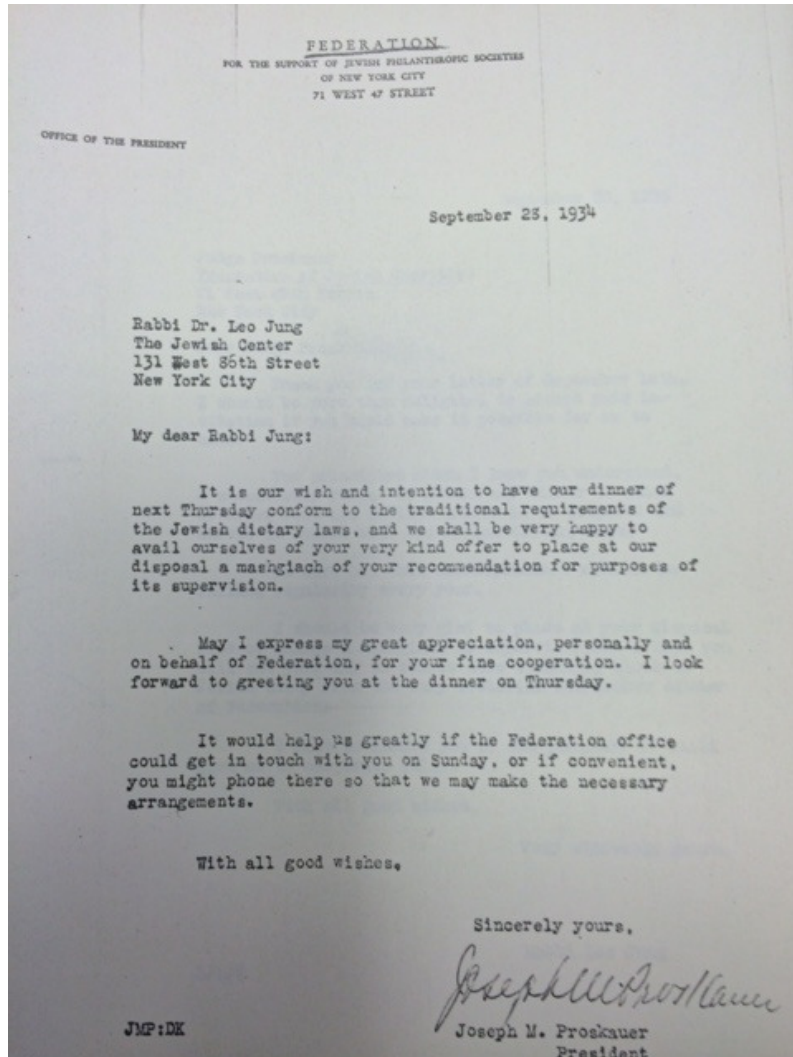 FEDERATION
FOR THE SUPPORT OF JEWISH PHILANTHROPIC SOCIETIES
OF NEW YORK CITY
71 WEST 47 STREET
OFFICE OF THE PRESIDENT
September 23, 1934
Rabbi Dr. Leo Jung
The Jewish Center
131 West 86th Street
New York City
My dear Rabbi Jung:
It is our wish and intention to have our dinner of
next Thursday conform to the traditional requirements of
the Jewish dietary laws, and we shall be very happy to
avail ourselves of your very kind offer to place at our
disposal a mashgiach of your recommendation for purposes of
its supervision.
May I express my great appreciation, personally and
on behalf of Federation, for your fine cooperation. I look
forward to greeting you at the dinner on Thursday.
It would help us greatly if the Federation office
could get in touch with you on Sunday, or if convenient,
you might phone there so that we may make the necessary
arrangements.
With all good wishes,
Sincerely yours,
Joseph M. Proskauer
JMP:DK
Joseph M. Proskauer
President